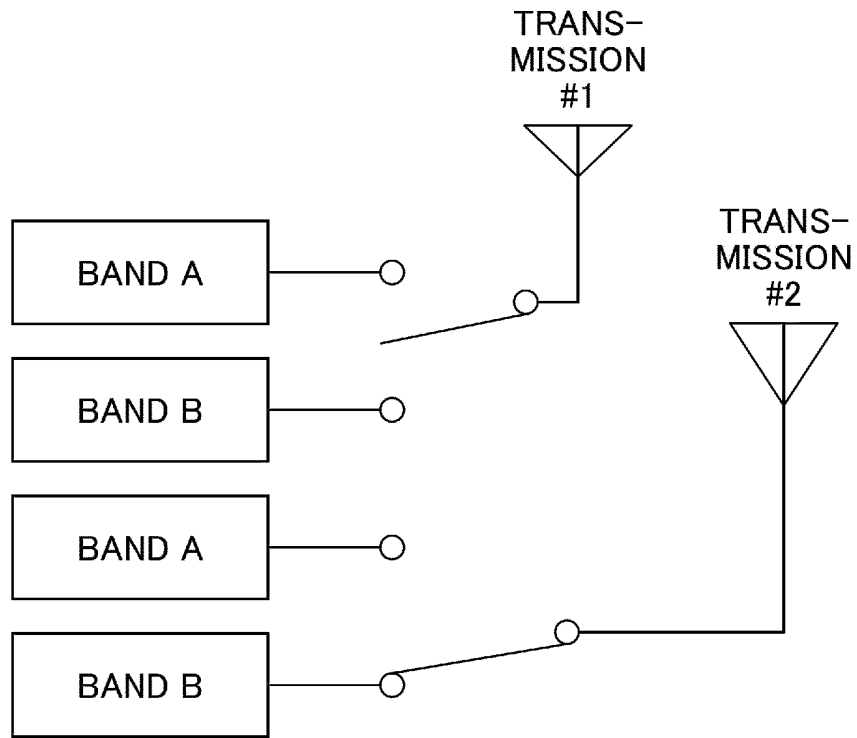 TRANS-
MISSION
#1
TRANS-
MISSION
#2
BAND A
BAND B
BAND A
BAND B